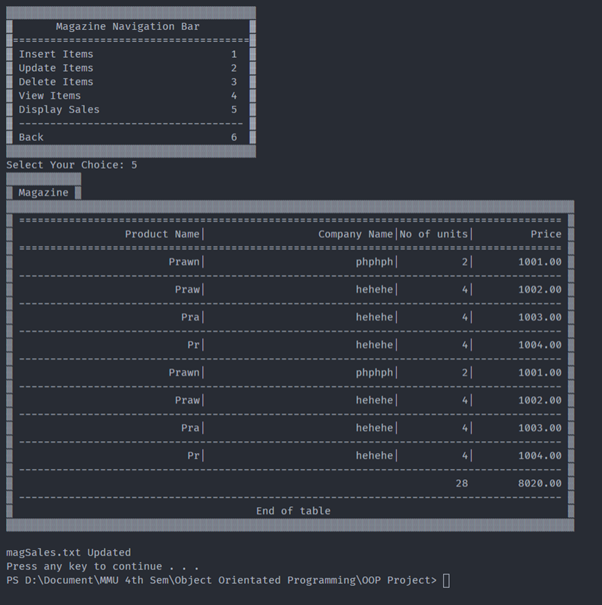 Magazine Navigation Bar
=====================================
Insert Items 1
Update Items 2
Delete Items 3
View Items 4
Display Sales 5
------------------------------------
Back 6
Select Your Choice: 5
Magazine
=======================================================================================
Product Name| Company Name|No of units| Price
=======================================================================================
Prawn| phphph| 2| 1001.00
---------------------------------------------------------------------------------------
Praw| hehehe| 4| 1002.00
---------------------------------------------------------------------------------------
Pra| hehehe| 4| 1003.00
---------------------------------------------------------------------------------------
Pr| hehehe| 4| 1004.00
---------------------------------------------------------------------------------------
Prawn| phphph| 2| 1001.00
---------------------------------------------------------------------------------------
Praw| hehehe| 4| 1002.00
---------------------------------------------------------------------------------------
Pra| hehehe| 4| 1003.00
---------------------------------------------------------------------------------------
Pr| hehehe| 4| 1004.00
---------------------------------------------------------------------------------------
28 8020.00
---------------------------------------------------------------------------------------
End of table
magSales.txt Updated
Press any key to continue . . .
PS D:\Document\MMU 4th Sem\Object Orientated Programming\OOP Project>